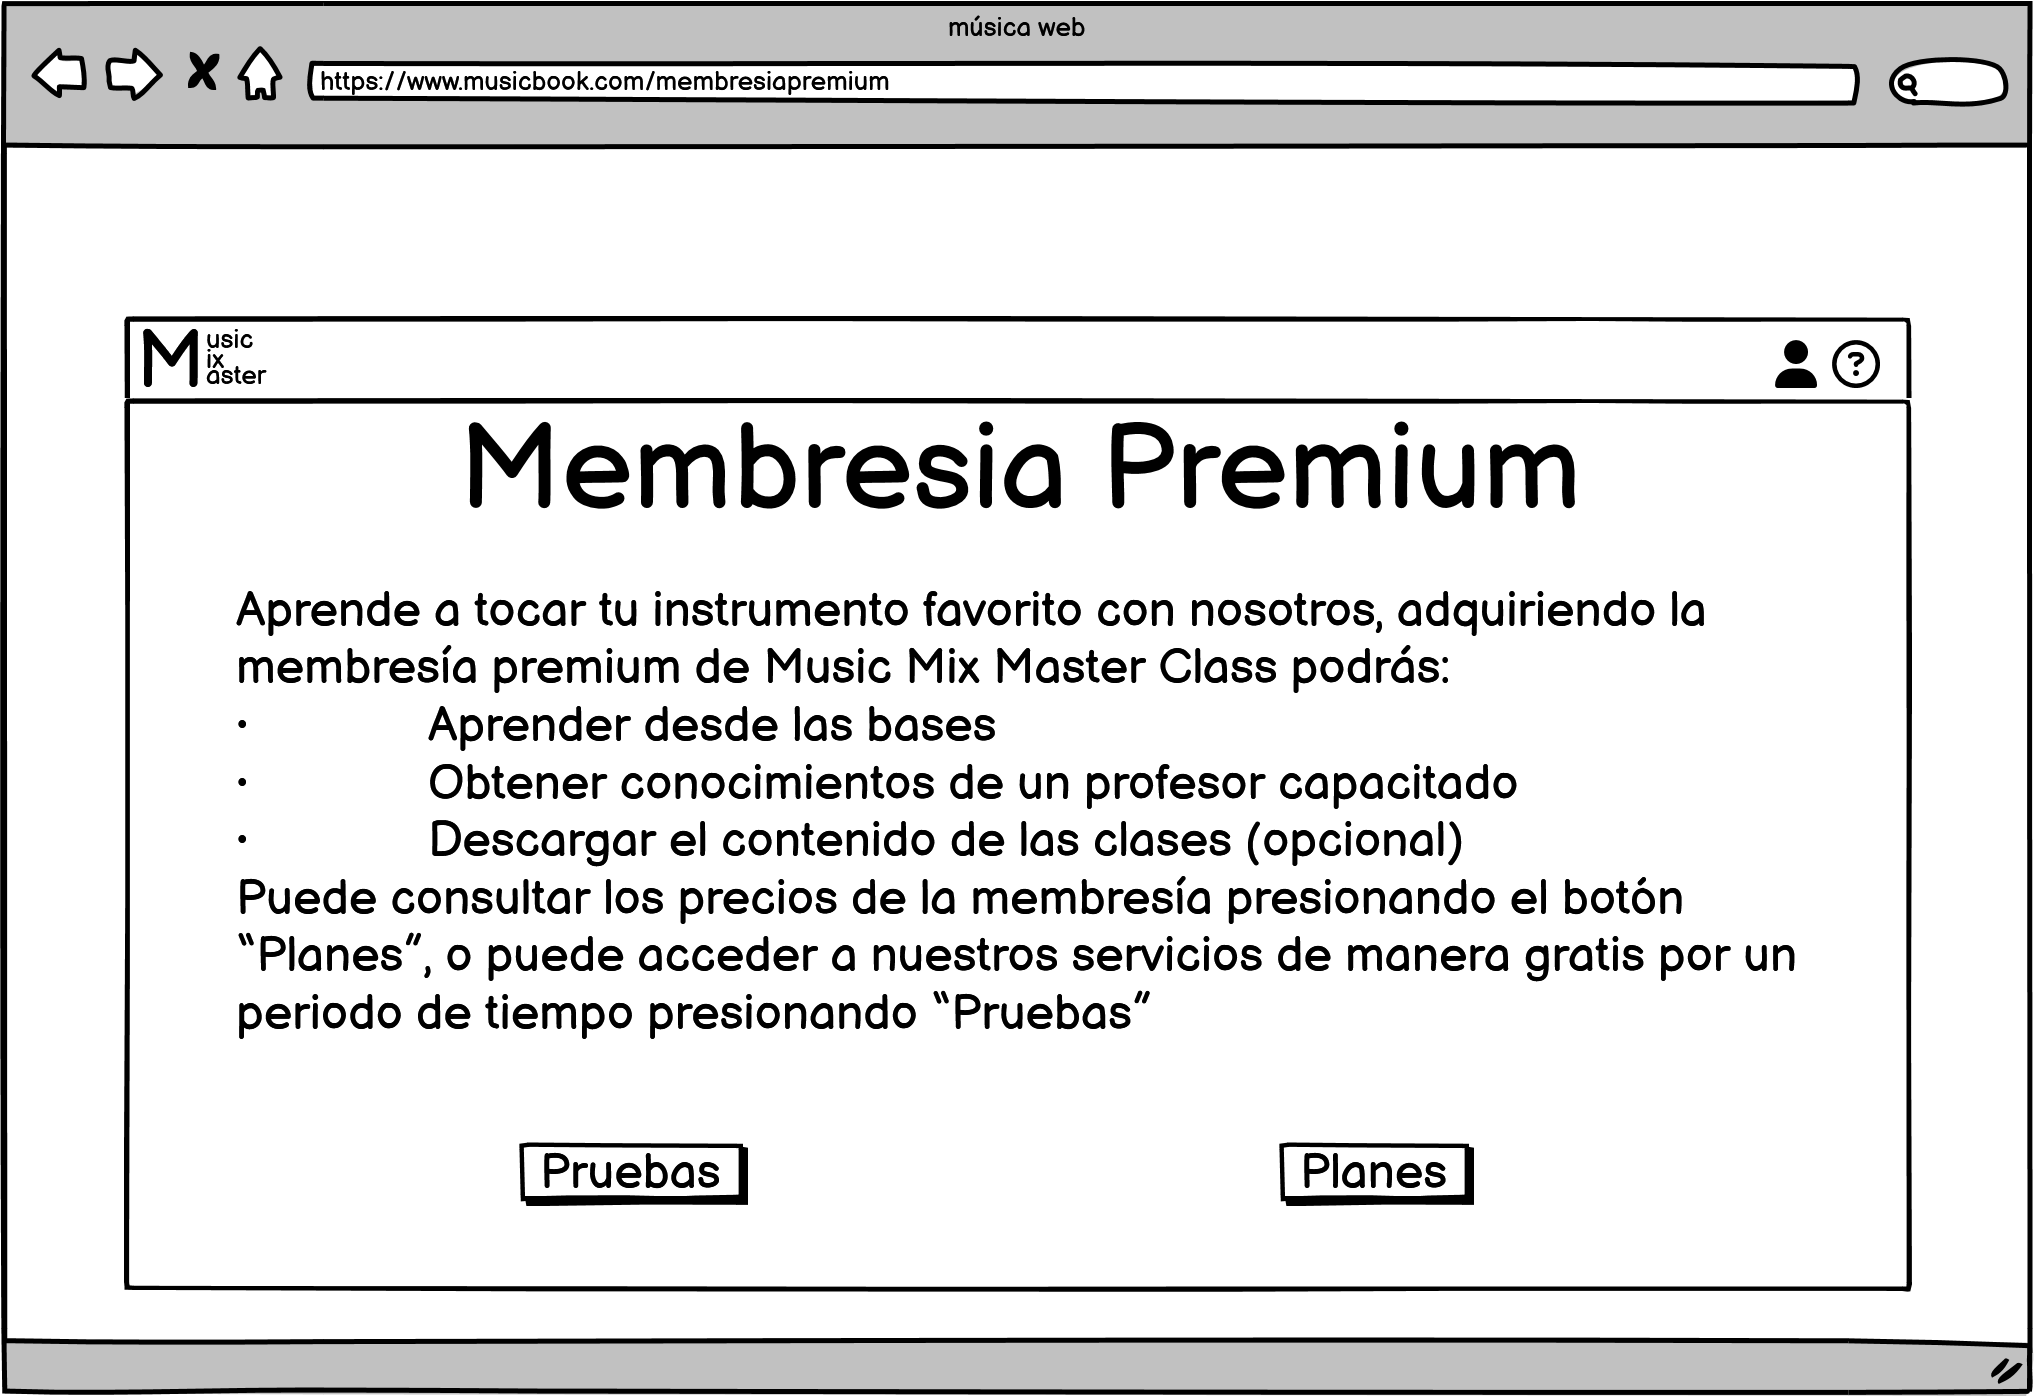 música web
https://www.musicbook.com/membresiapremium
Music
Mix
Master
?
Membresia Premium
Aprende a tocar tu instrumento favorito con nosotros, adquiriendo la
membresía premium de Music Mix Master Class podrás:
· Aprender desde las bases
· Obtener conocimientos de un profesor capacitado
· Descargar el contenido de las clases (opcional)
Puede consultar los precios de la membresía presionando el botón
“Planes”, o puede acceder a nuestros servicios de manera gratis por un
periodo de tiempo presionando “Pruebas”
Pruebas
Planes